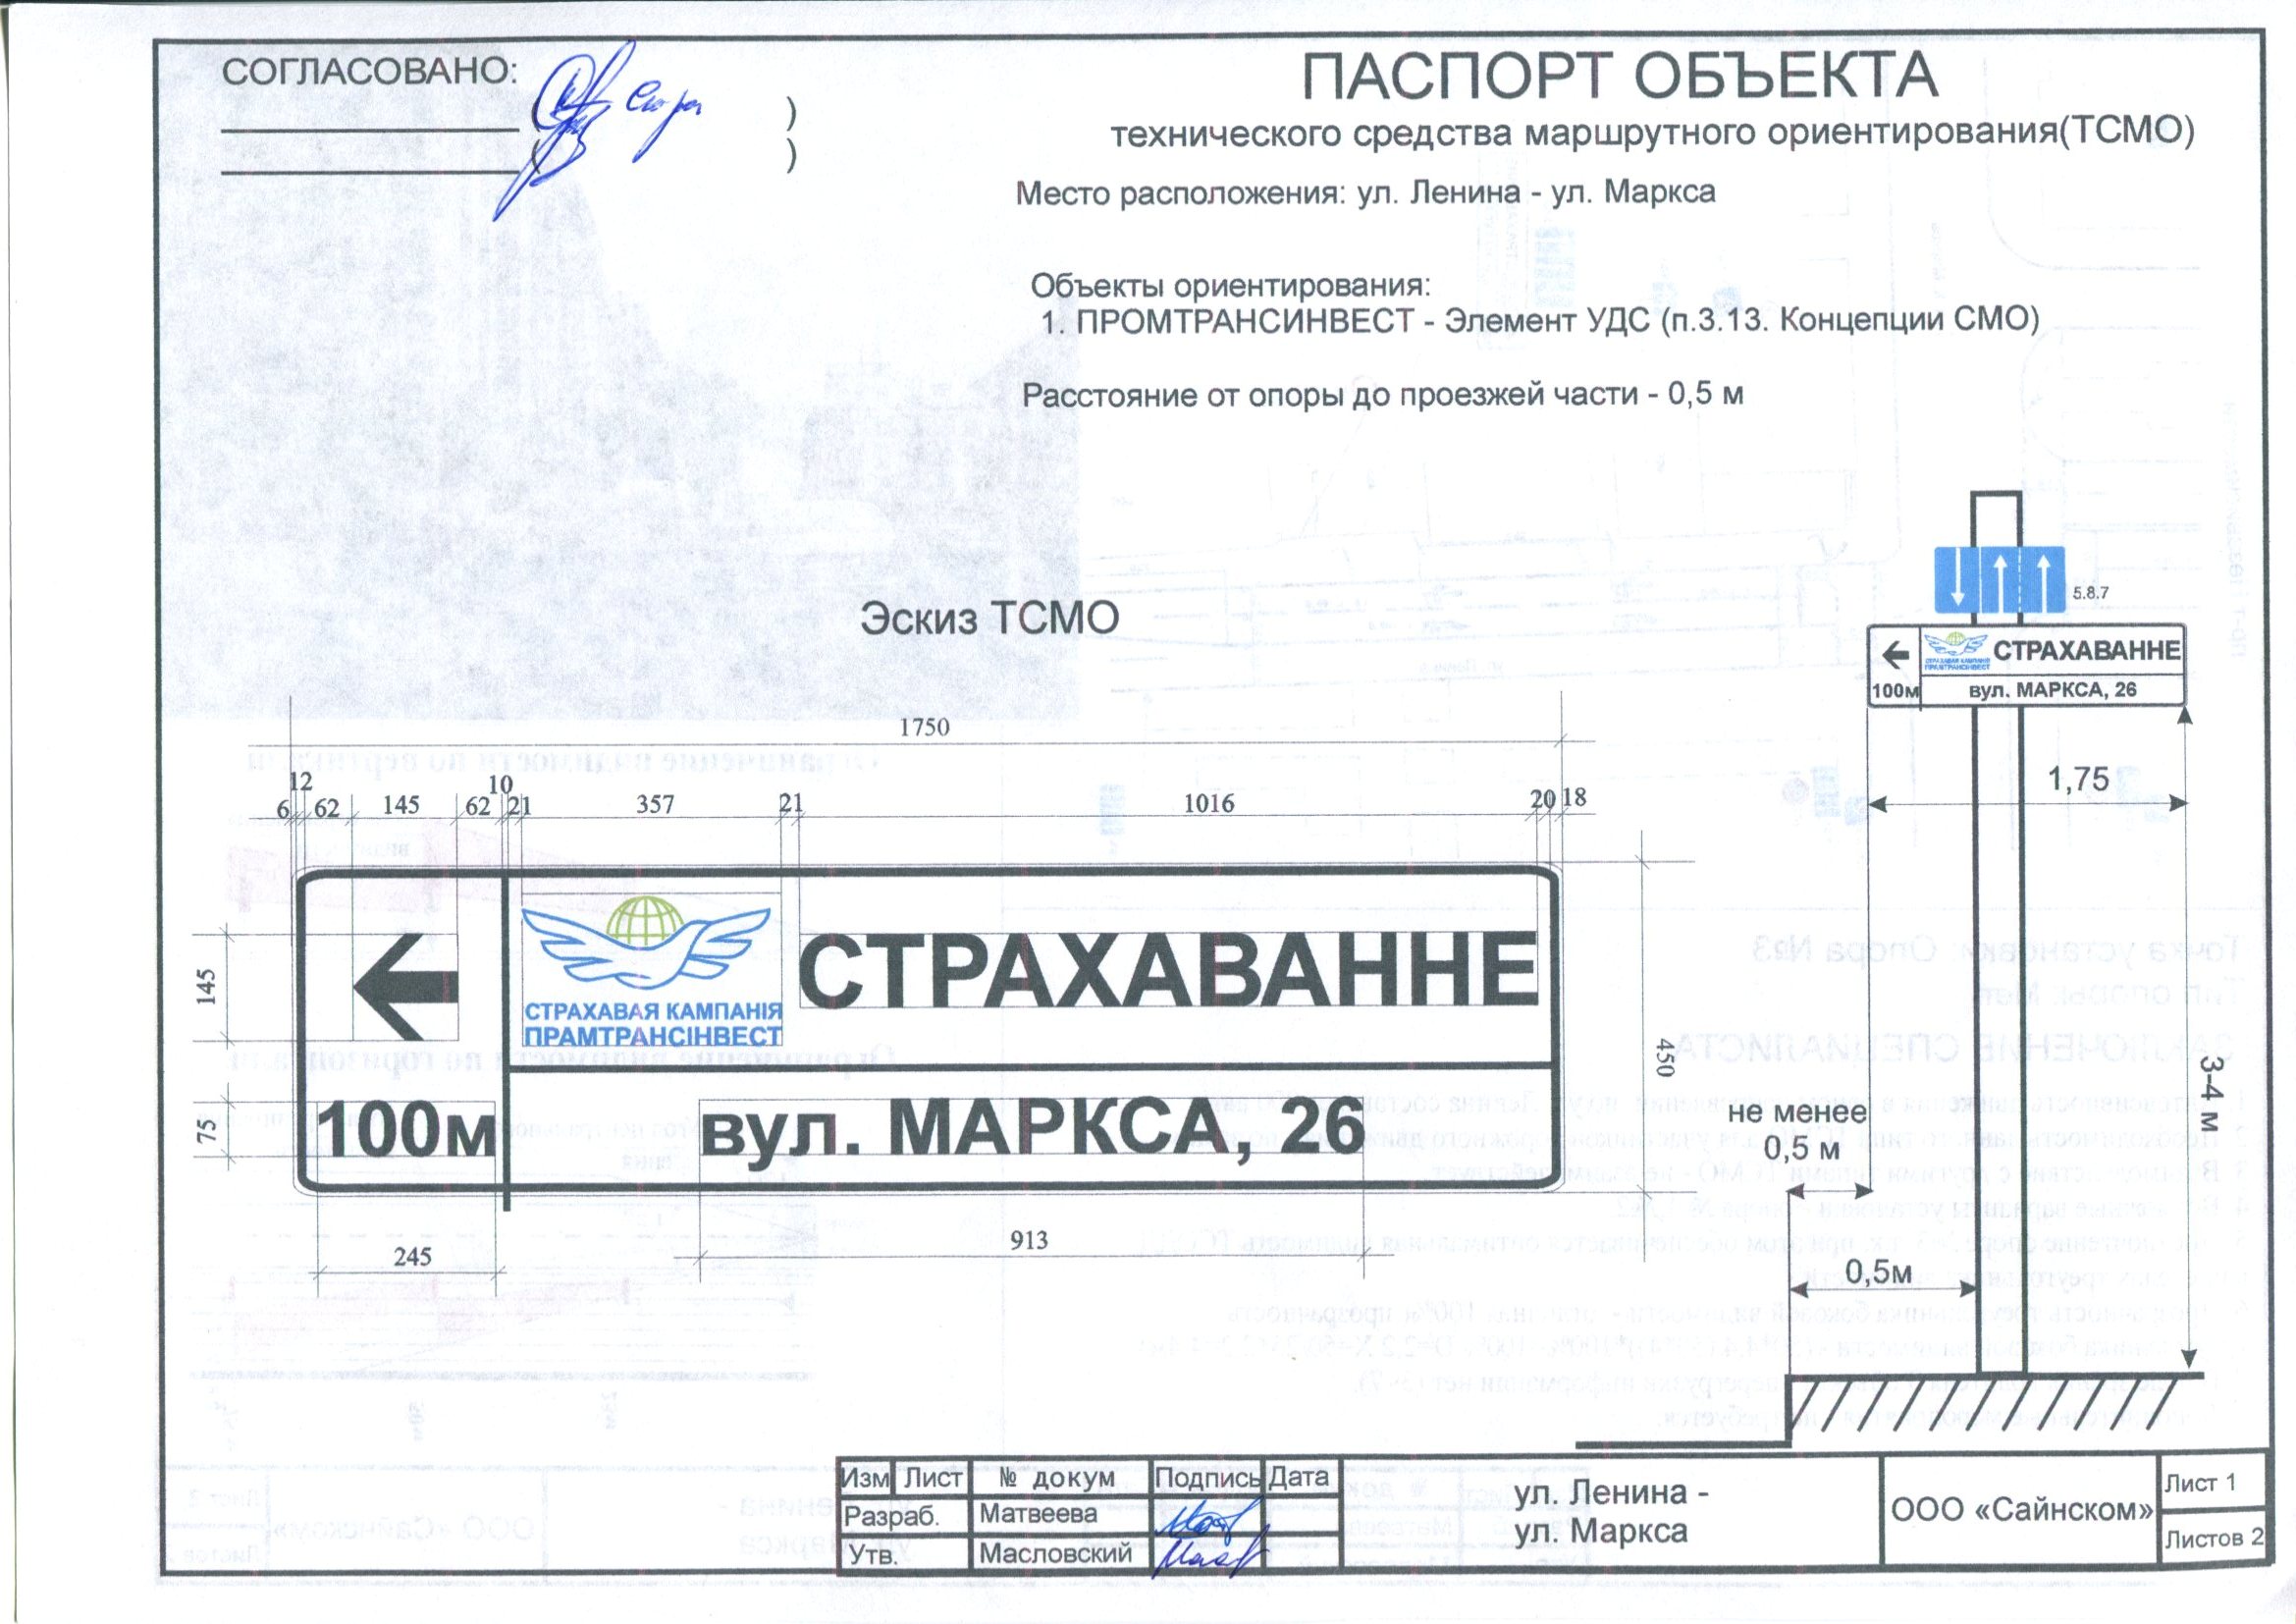 СОГЛАСОВАНО:
ПАСПОРТ ОБЪЕКТА
технического средства маршрутного ориентирования(ТСМО)
Место расположения: ул. Ленина - ул. Маркса
Объекты ориентирования:
1. ПРОМТРАНСИНВЕСТ - Элемент УДС (п.3.13. Концепции СМО)
Расстояние от опоры до проезжей части - 0,5 м
Эскиз ТСМО
5.8.7
СТРАХАВАЯ КАМПАНІЯ
ПРАМТРАНСІНВЕСТ
СТРАХАВАННЕ
100м
вул. МАРКСА, 26
1,75
3-4 м
не менее
0,5 м
0,5м
1750
12
10
6
62
145
62
21
357
21
1016
20
18
СТРАХАВАЯ КАМПАНІЯ
ПРАМТРАНСІНВЕСТ
СТРАХАВАННЕ
145
450
100м
вул. МАРКСА, 26
75
245
913
Изм Лист № докум Подпись Дата
Разраб. Матвеева
Утв. Масловский
ул. Ленина -
ул. Маркса
ООО «Сайнском»
Лист 1
Листов 2